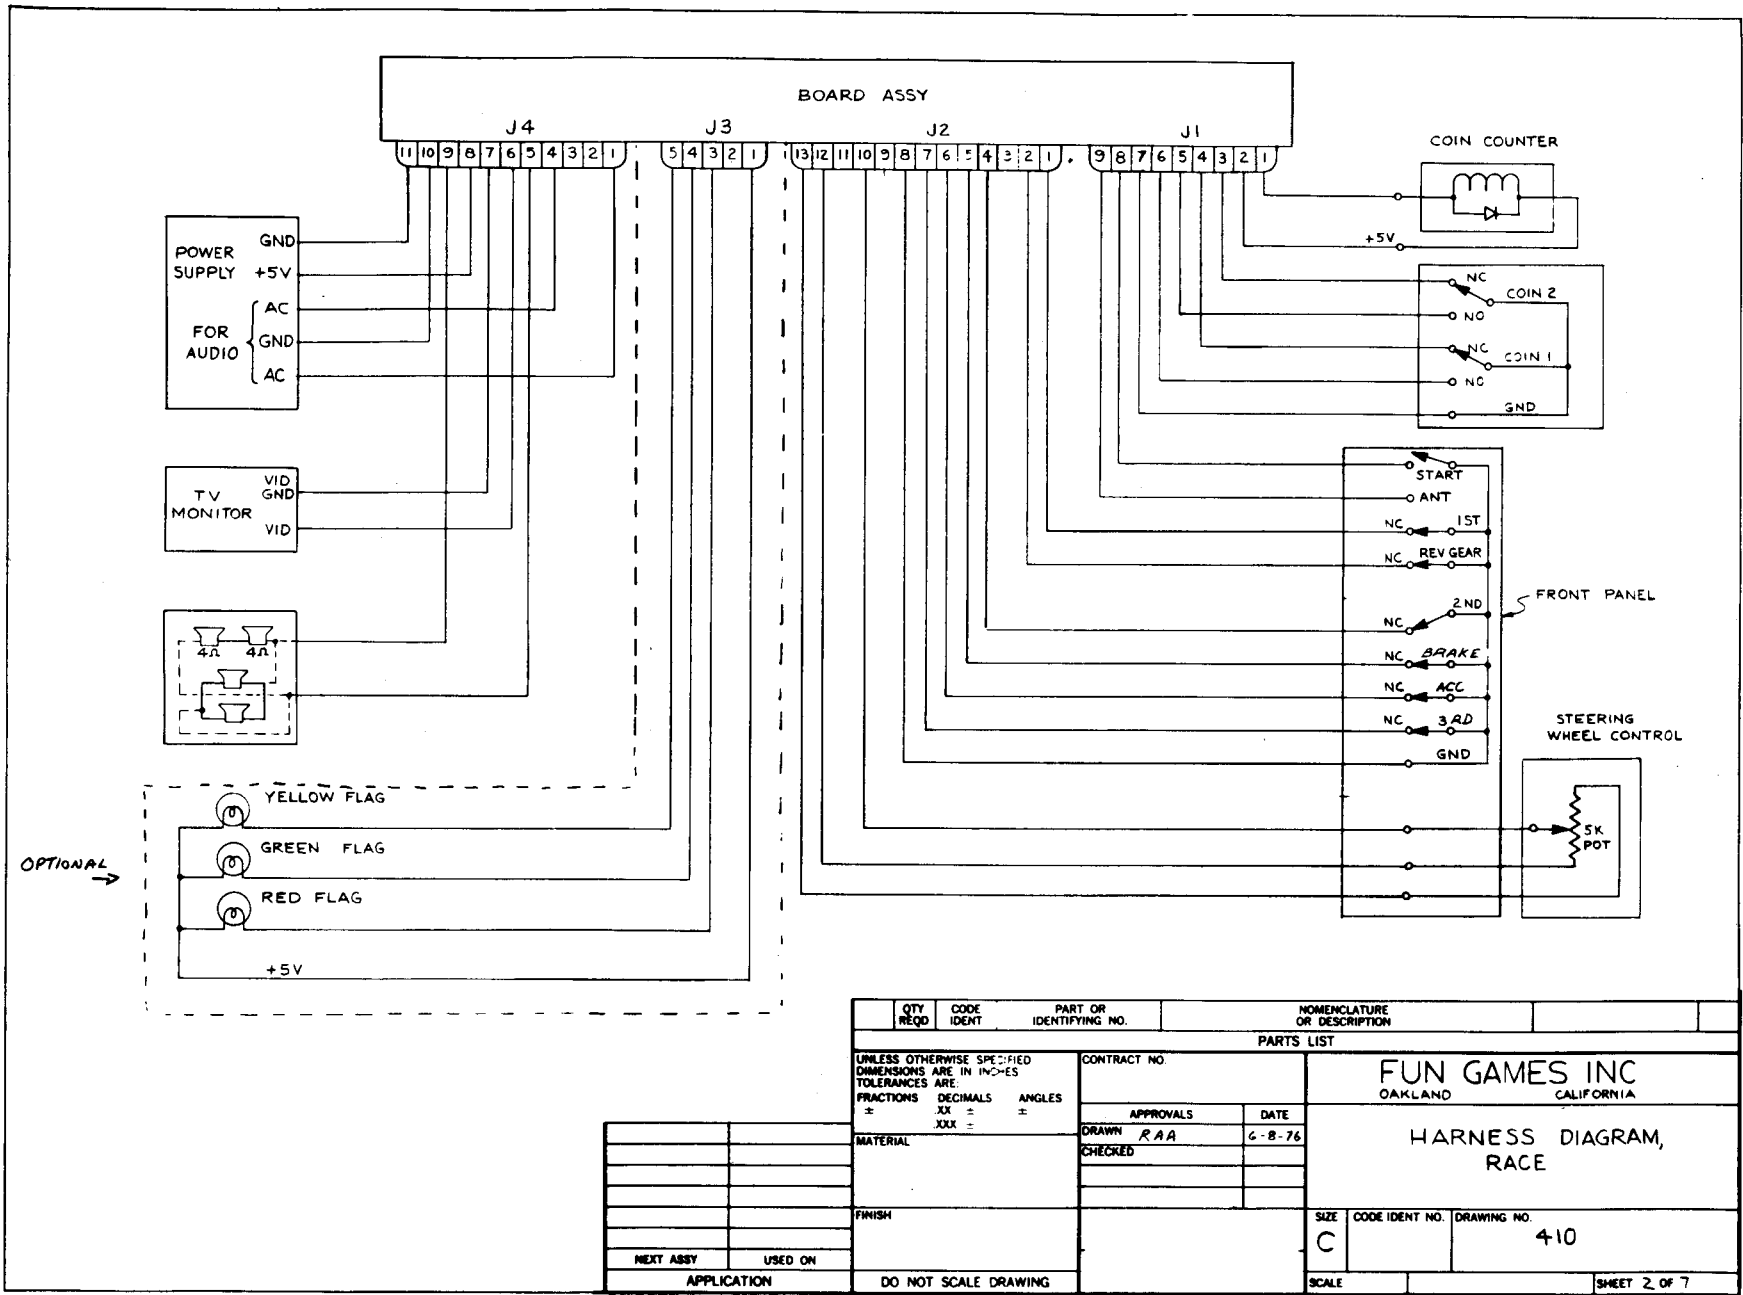 BOARD ASSY
J4
J3
J2
J1
11 10 9 8 7 6 5 4 3 2 1
5 4 3 2 1
13 12 11 10 9 8 7 6 5 4 3 2 1
9 8 7 6 5 4 3 2 1
COIN COUNTER
+5V
POWER
SUPPLY
GND
+5V
FOR
AUDIO
AC
GND
AC
NC
COIN 2
NO
NC
COIN 1
NC
GND
TV
MONITOR
VID
GND
VID
START
ANT
NC 1ST
NC REV GEAR
2ND
NC
NC BRAKE
NC ACC
NC 3RD
GND
FRONT PANEL
4Ω 4Ω
STEERING
WHEEL CONTROL
5K
POT
OPTIONAL
YELLOW FLAG
GREEN FLAG
RED FLAG
+5V
QTY
REQD
CODE
IDENT
PART OR
IDENTIFYING NO.
NOMENCLATURE
OR DESCRIPTION
PARTS LIST
UNLESS OTHERWISE SPECIFIED
DIMENSIONS ARE IN INCHES
TOLERANCES ARE:
FRACTIONS DECIMALS ANGLES
± .XX ± ±
.XXX ±
MATERIAL
FINISH
DO NOT SCALE DRAWING
CONTRACT NO.
APPROVALS DATE
DRAWN RAA 6-8-76
CHECKED
FUN GAMES INC
OAKLAND CALIFORNIA
HARNESS DIAGRAM,
RACE
SIZE
C
CODE IDENT NO.
DRAWING NO.
410
SCALE
SHEET 2 OF 7
NEXT ASSY USED ON
APPLICATION